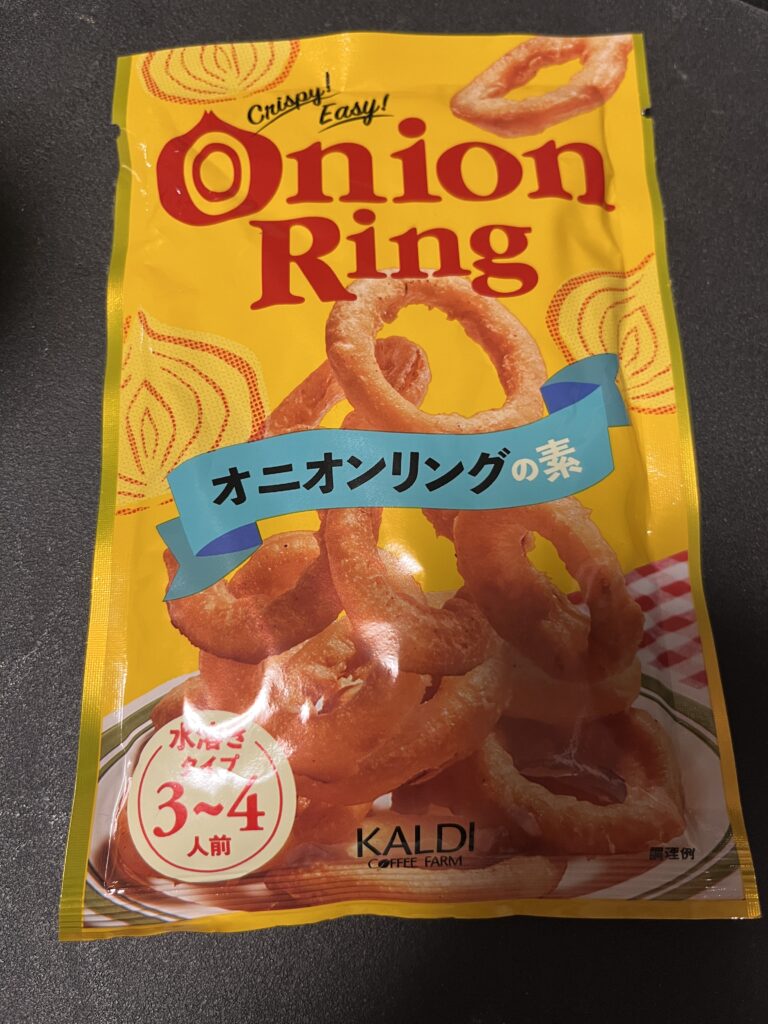 Crispy!
Easy!
Onion
Ring
オニオンリングの素
水溶き
タイプ
3~4
人前
KALDI
COFFEE FARM
調理例